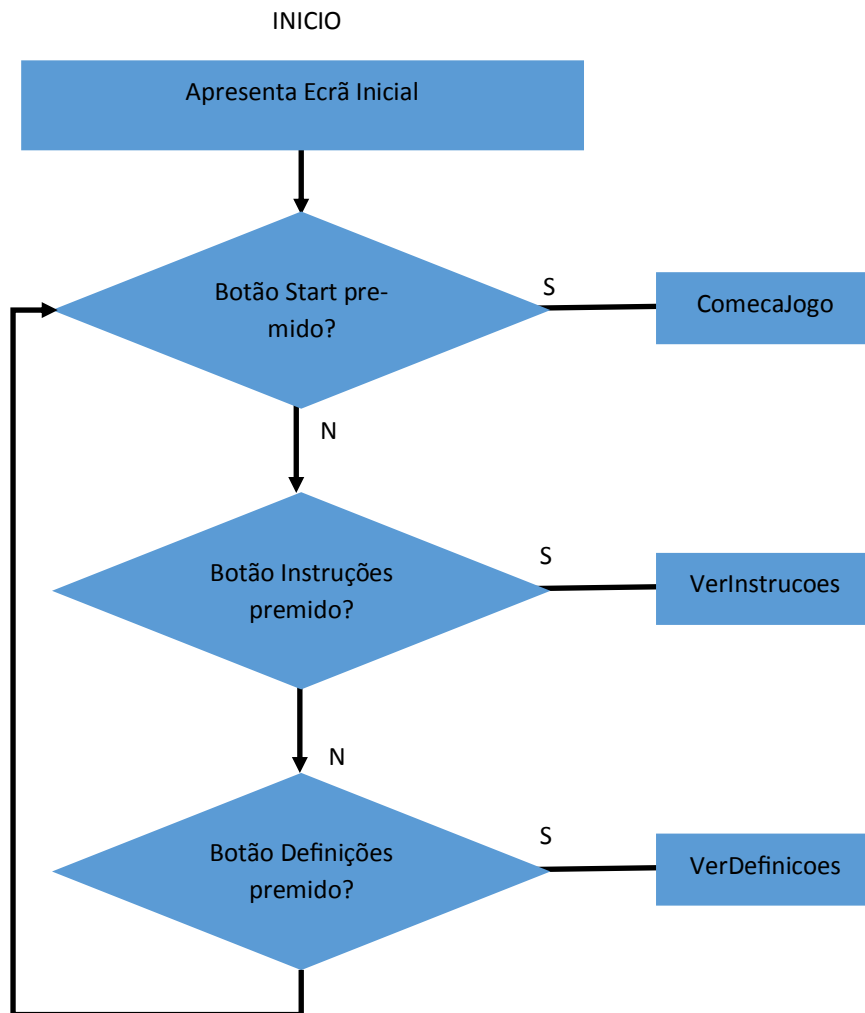 INICIO
Apresenta Ecrã Inicial
Botão Start pre-
mido?
S
ComecaJogo
N
Botão Instruções
premido?
S
VerInstrucoes
N
Botão Definições
premido?
S
VerDefinicoes